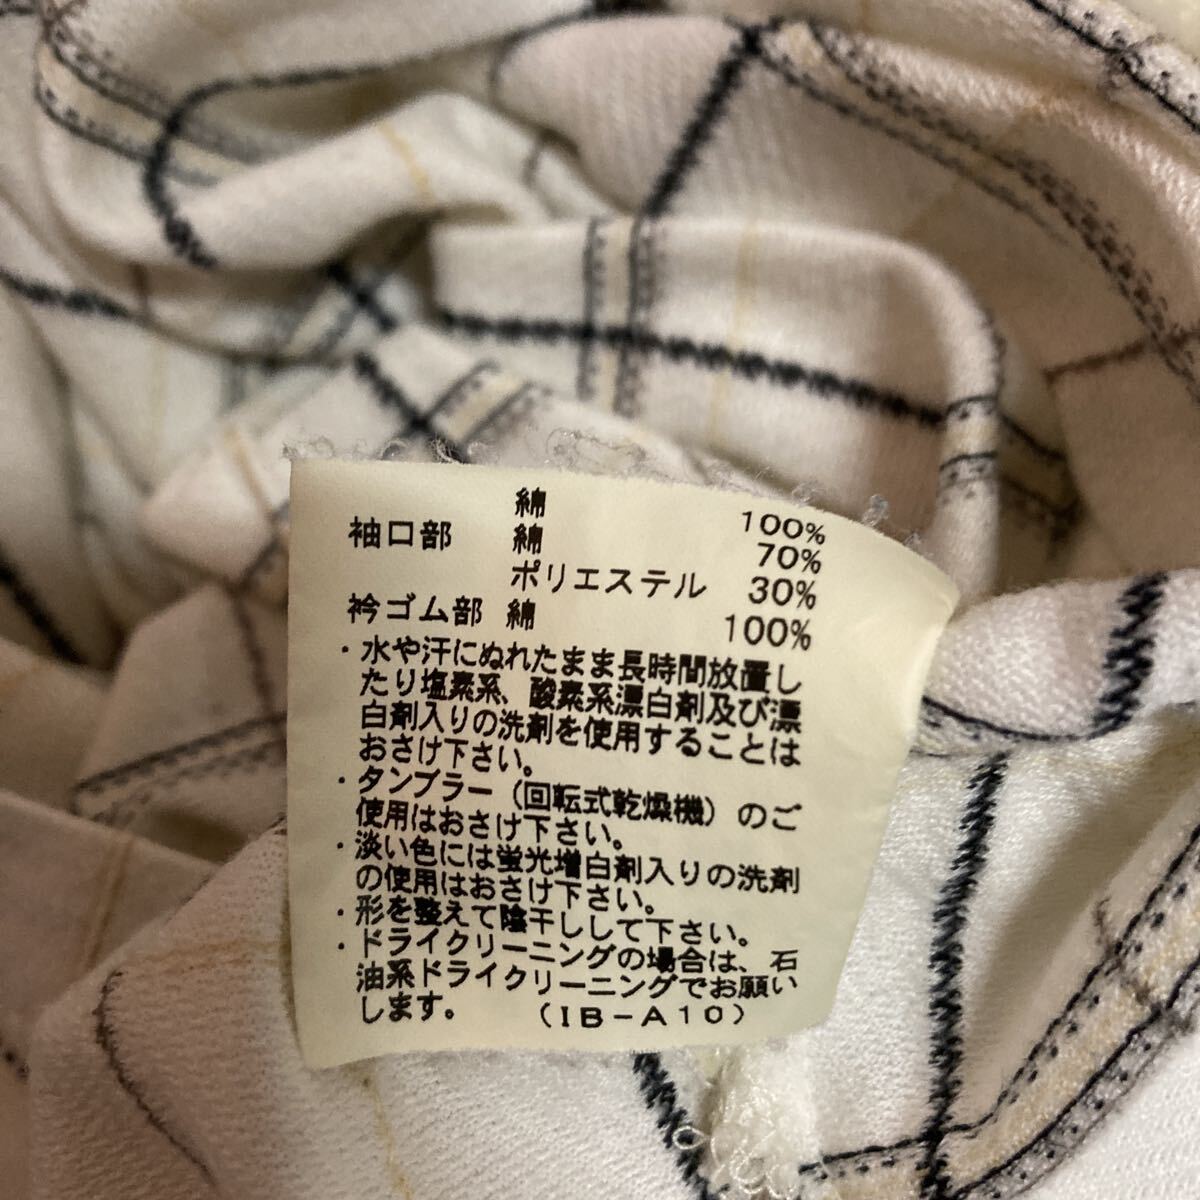 綿 100%
袖口部 綿 70%
ポリエステル 30%
衿ゴム部 綿 100%
・水や汗にぬれたまま長時間放置し
たり塩素系、酸素系漂白剤及び漂
白剤入りの洗剤を使用することは
おさけ下さい。
・タンブラー（回転式乾燥機）のご
使用はおさけ下さい。
・淡い色には蛍光増白剤入りの洗剤
の使用はおさけ下さい。
・形を整えて陰干しして下さい。
・ドライクリーニングの場合は、石
油系ドライクリーニングでお願い
します。 （IB－A10）